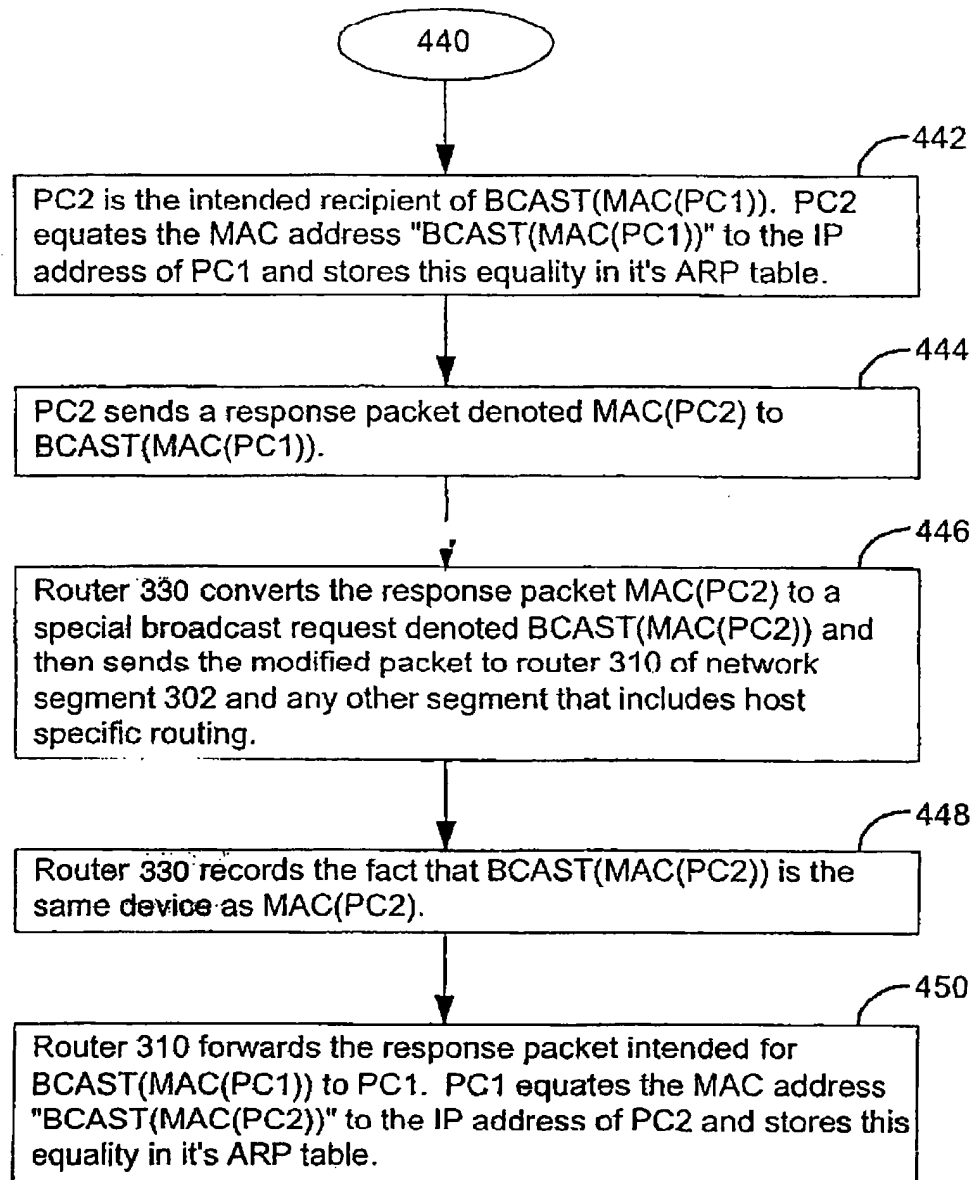 440
442
PC2 is the intended recipient of BCAST(MAC(PC1)). PC2
equates the MAC address "BCAST(MAC(PC1))" to the IP
address of PC1 and stores this equality in it's ARP table.
444
PC2 sends a response packet denoted MAC(PC2) to
BCAST(MAC(PC1)).
446
Router 330 converts the response packet MAC(PC2) to a
special broadcast request denoted BCAST(MAC(PC2)) and
then sends the modified packet to router 310 of network
segment 302 and any other segment that includes host
specific routing.
448
Router 330 records the fact that BCAST(MAC(PC2)) is the
same device as MAC(PC2).
450
Router 310 forwards the response packet intended for
BCAST(MAC(PC1)) to PC1. PC1 equates the MAC address
"BCAST(MAC(PC2))" to the IP address of PC2 and stores this
equality in it's ARP table.